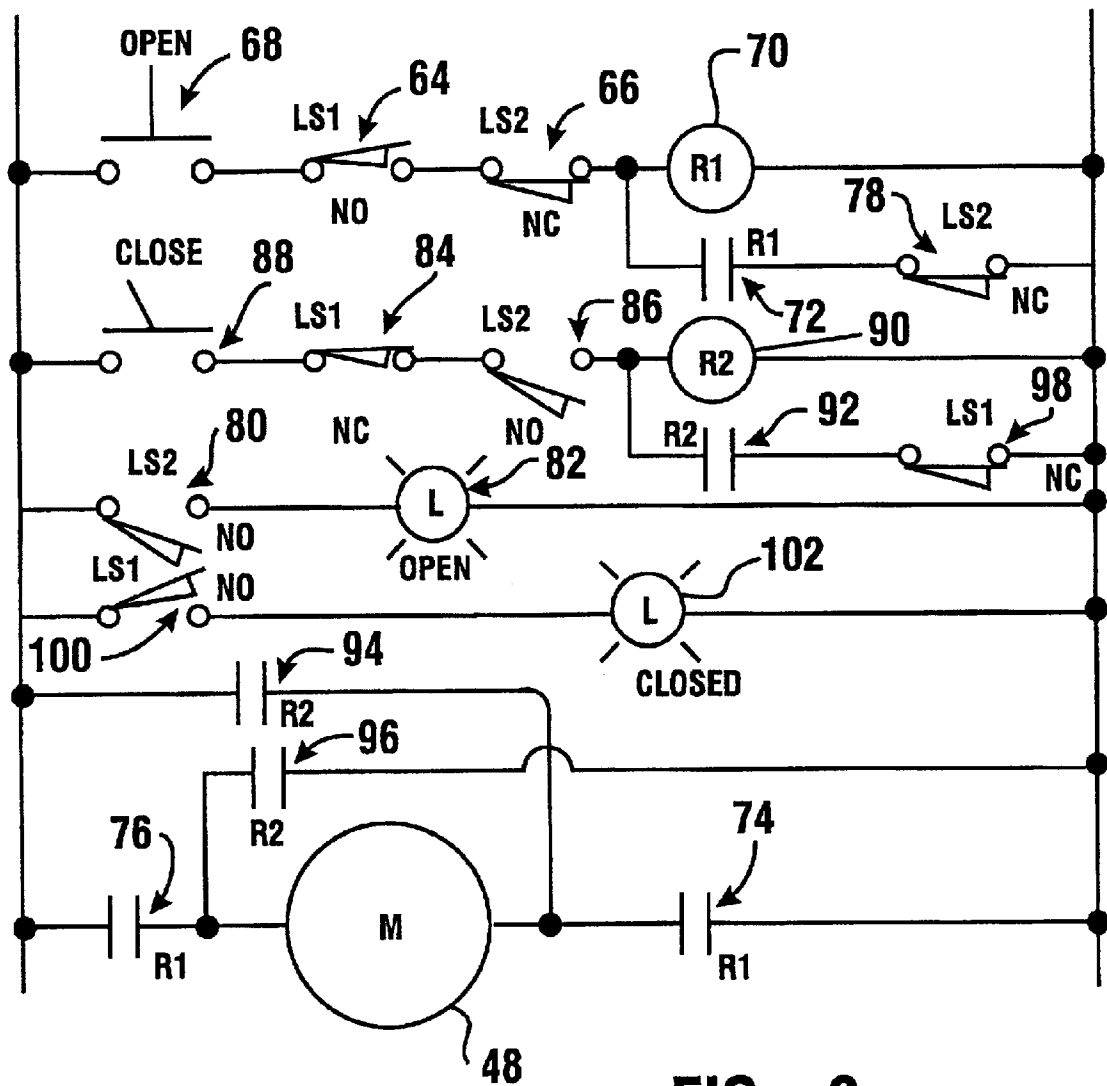 OPEN 68 64 66 70
LS1 LS2
R1
NO NC
78 LS2
R1
NC
72
CLOSE 88 84 86 90
LS1 LS2
R2
NC NO
R2 92 LS1 98
NC
80
LS2
NO
L 82
OPEN
LS1 NO
100
L 102
CLOSED
94
R2
96
R2
76 74
M
R1 R1
48